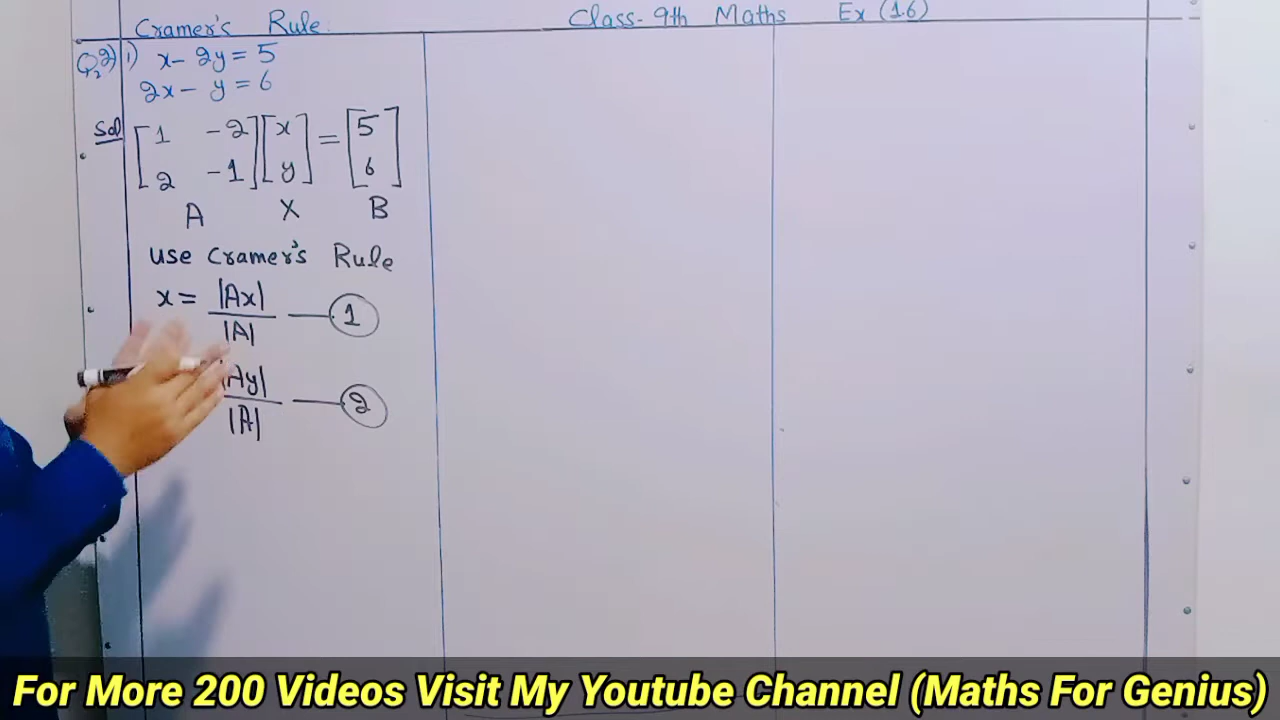 Cramer's Rule.
Class-9th Maths Ex (1.6)
Q2) i) x - 2y = 5
2x - y = 6
Sol
[1 -2] [x] = [5]
[2 -1] [y] [6]
A X B
use Cramer's Rule
x = |Ax| / |A| — 1
|Ay| / |A| — 2
For More 200 Videos Visit My Youtube Channel (Maths For Genius)